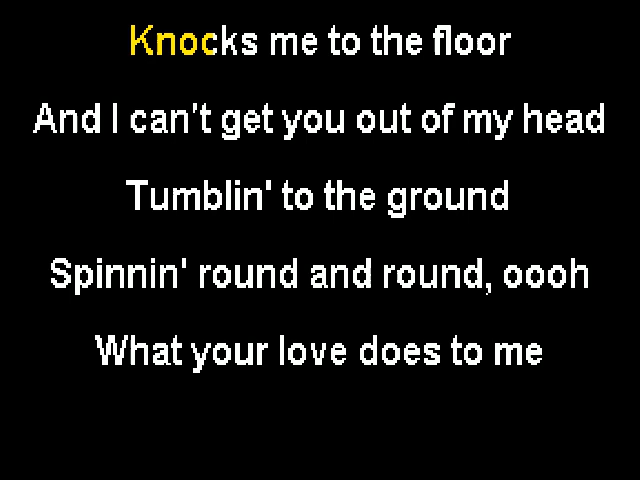 Knocks me to the floor
And I can't get you out of my head
Tumblin' to the ground
Spinnin' round and round, oooh
What your love does to me